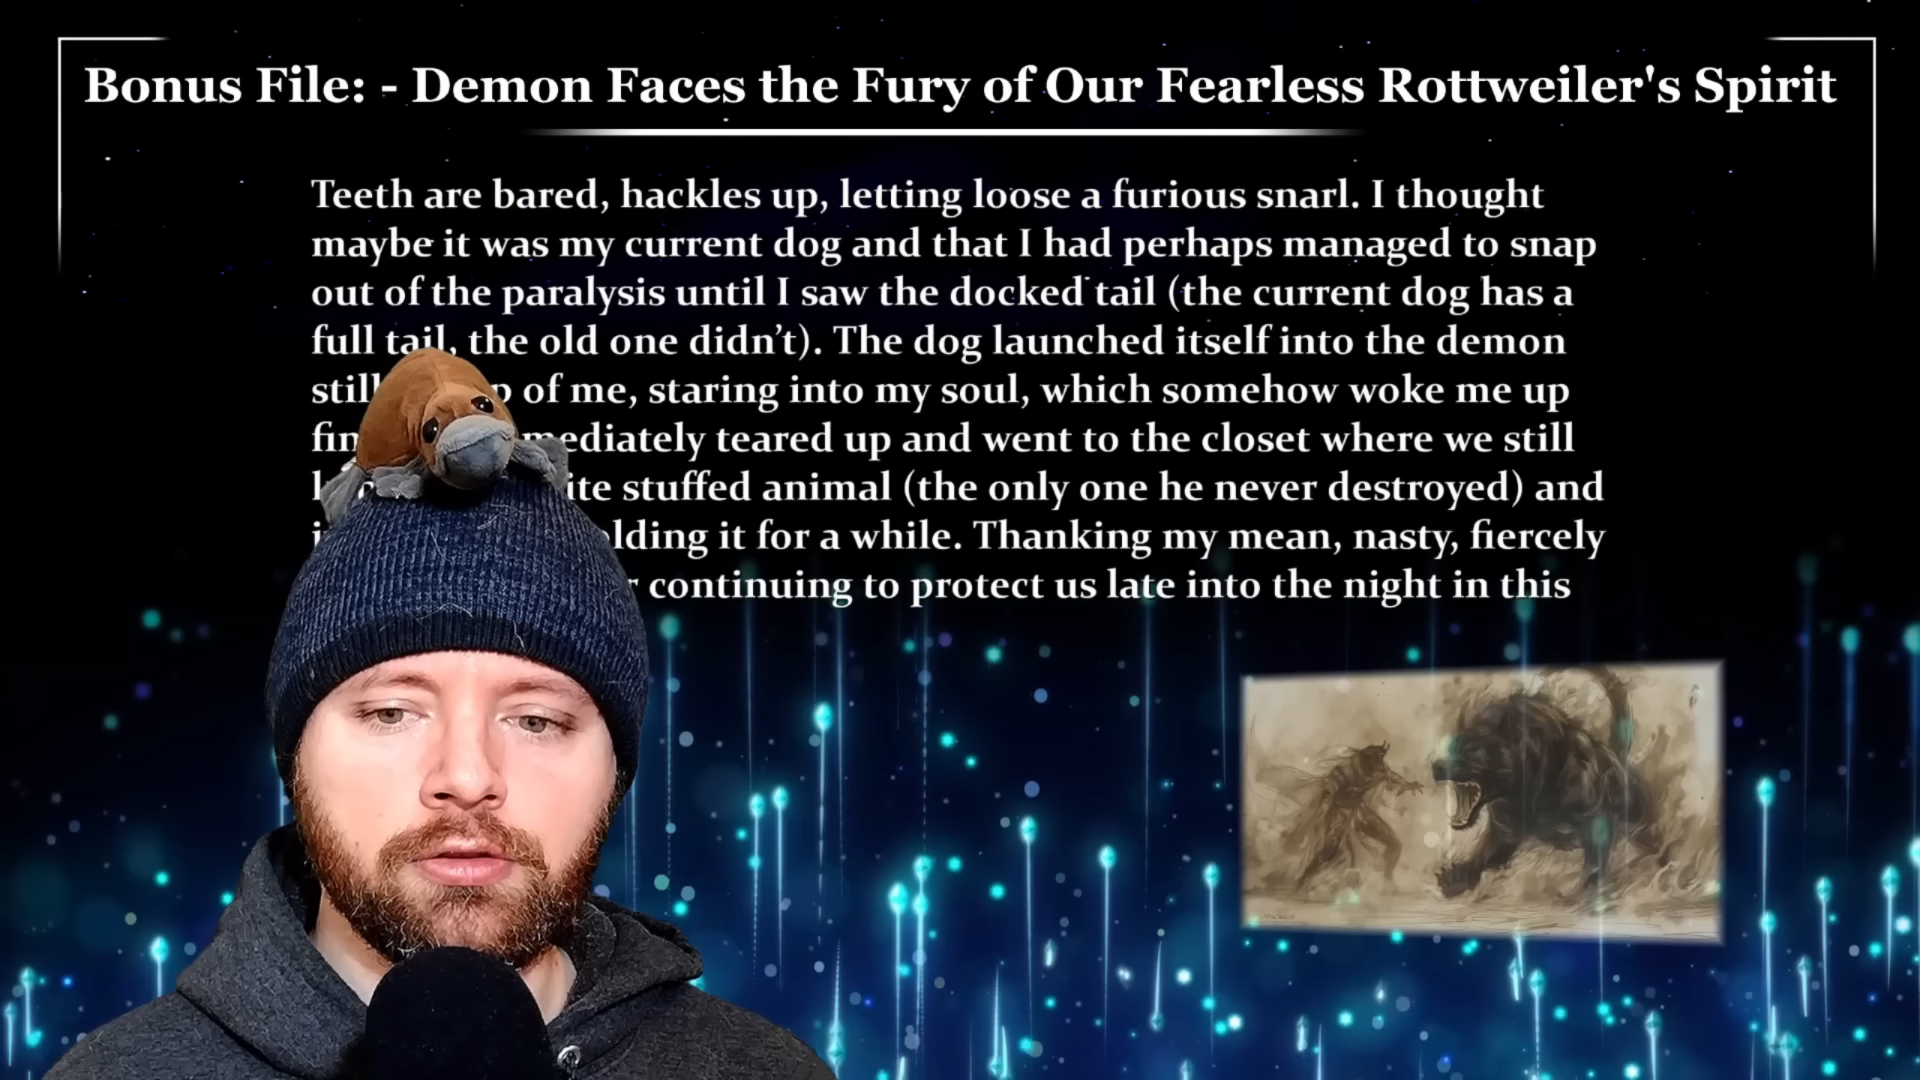 Bonus File: - Demon Faces the Fury of Our Fearless Rottweiler's Spirit
Teeth are bared, hackles up, letting loose a furious snarl. I thought
maybe it was my current dog and that I had perhaps managed to snap
out of the paralysis until I saw the docked tail (the current dog has a
full tail, the old one didn’t). The dog launched itself into the demon
of me, staring into my soul, which somehow woke me up
teared up and went to the closet where we still
stuffed animal (the only one he never destroyed) and
it for a while. Thanking my mean, nasty, fiercely
continuing to protect us late into the night in this